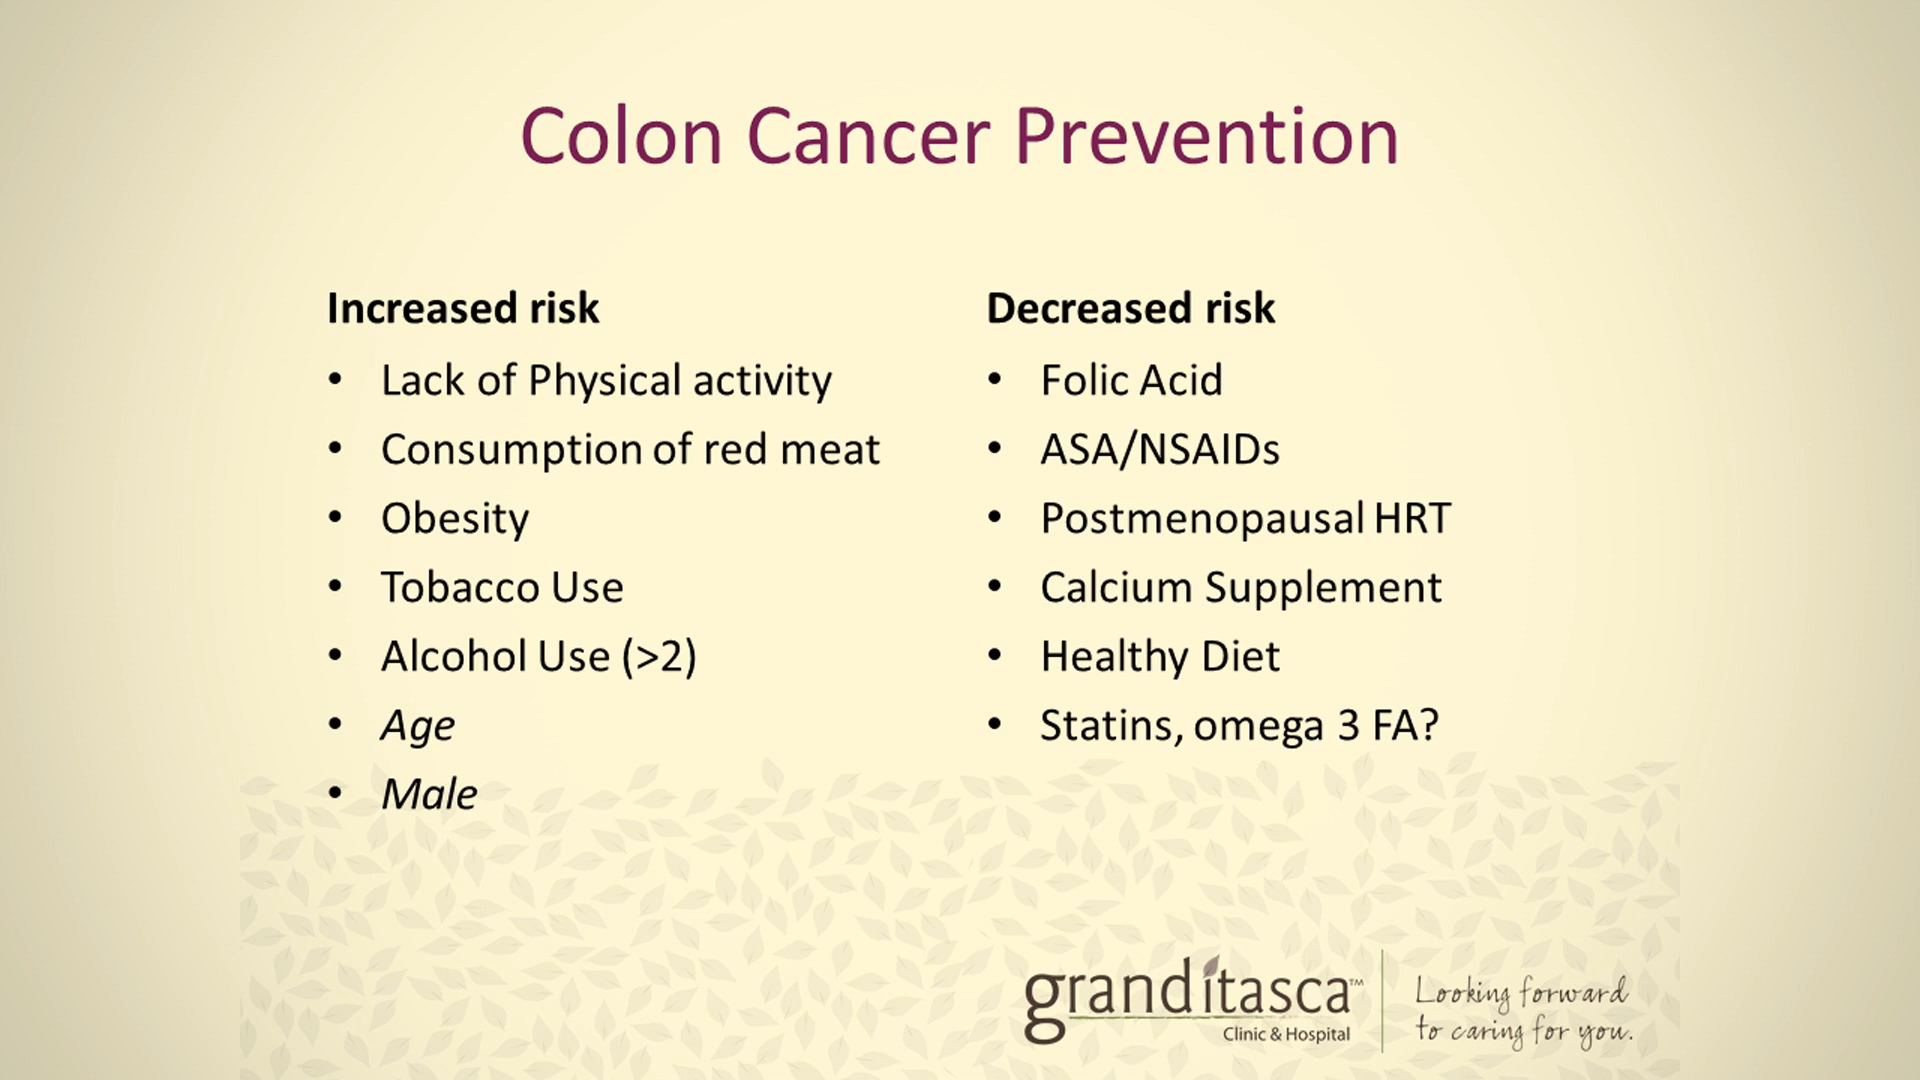 Colon Cancer Prevention
Increased risk
• Lack of Physical activity
• Consumption of red meat
• Obesity
• Tobacco Use
• Alcohol Use (>2)
• Age
• Male
Decreased risk
• Folic Acid
• ASA/NSAIDs
• Postmenopausal HRT
• Calcium Supplement
• Healthy Diet
• Statins, omega 3 FA?
grand itasca™
Clinic & Hospital
Looking forward
to caring for you.